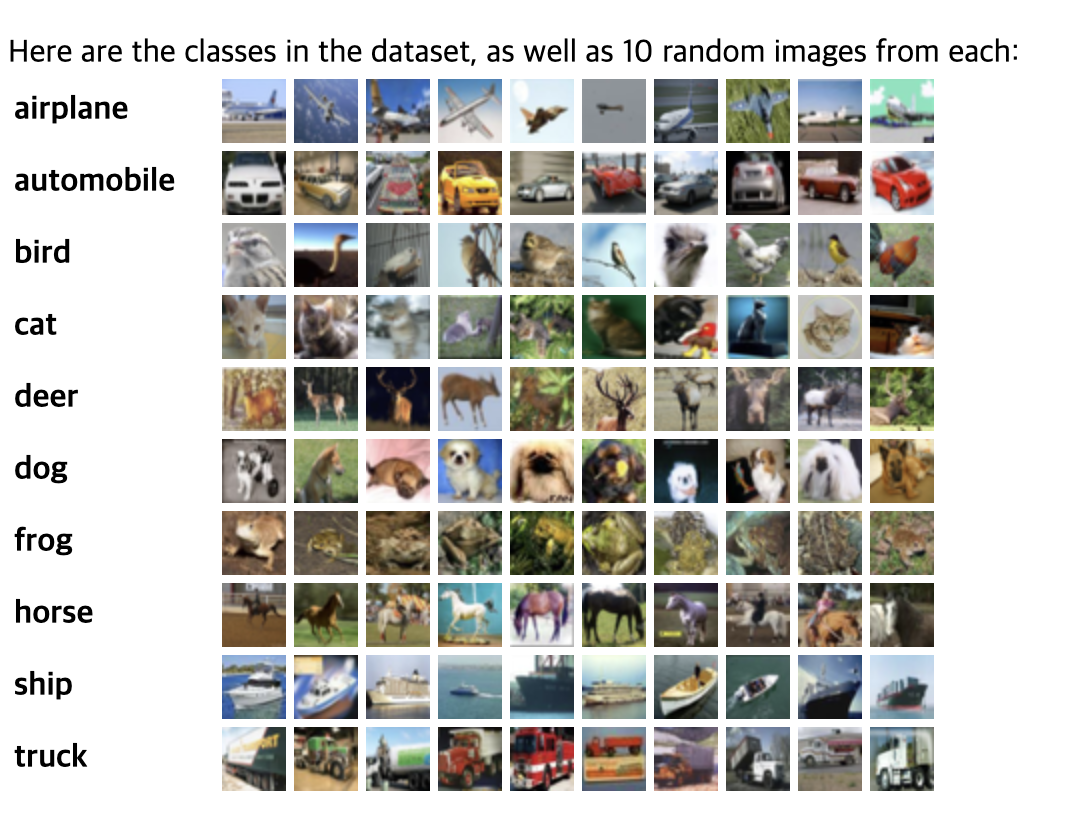 Here are the classes in the dataset, as well as 10 random images from each:
airplane
automobile
bird
cat
deer
dog
frog
horse
ship
truck